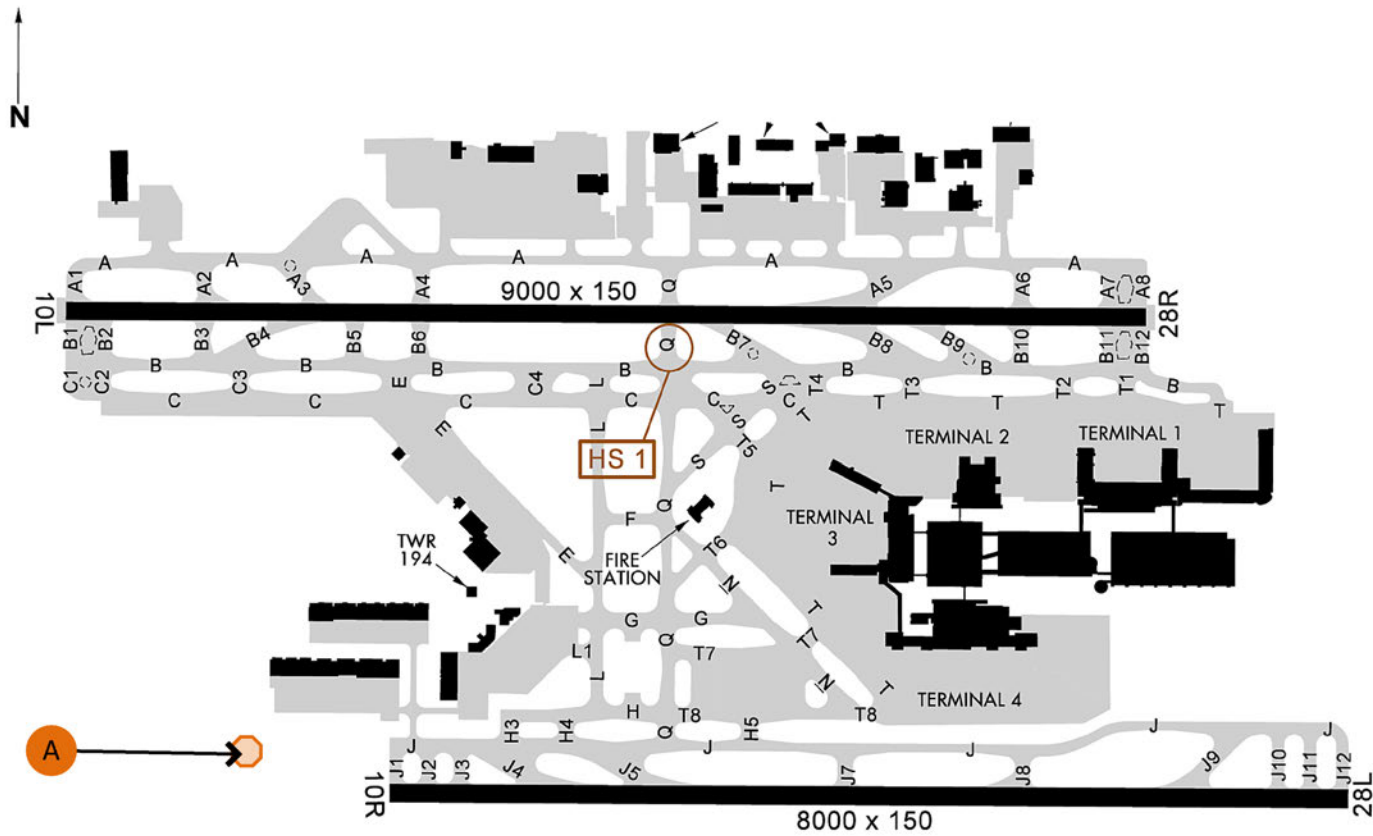 N
A
A
A
A
A
A
A1
A2
A3
A4
Q
A5
A6
A7
A8
10L
9000 x 150
28R
B1
B2
B3
B4
B5
B6
Q
B7
B8
B9
B10
B11
B12
B
B
B
B
B
B
B
C1
C2
C3
E
C4
L
S
T4
T3
T2
T1
C
C
C
C
C
C
T
T
T
T
E
L
S
T5
HS 1
TERMINAL 2
TERMINAL 1
S
T
Q
F
TERMINAL
3
TWR
194
E
FIRE
STATION
T6
N
T
G
G
Q
T7
L1
T7
L
N
T
TERMINAL 4
H
T8
T8
H3
H4
Q
H5
A
J
J
J
J
J
J1
J2
J3
J4
J5
J7
J8
J9
J10
J11
J12
10R
28L
8000 x 150